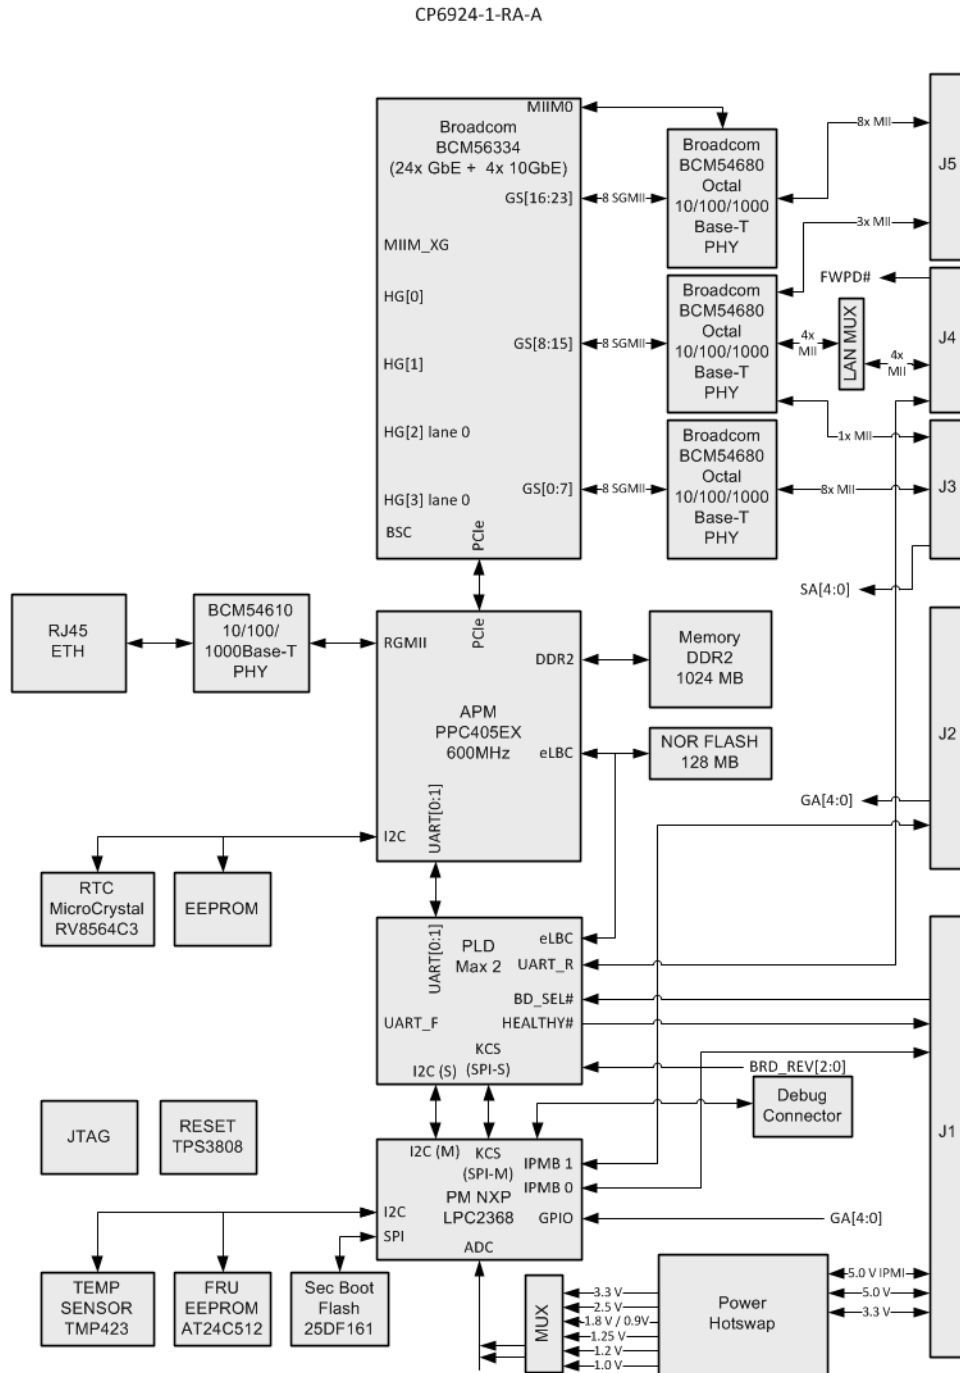 CP6924-1-RA-A
MIIM0
Broadcom
BCM56334
(24x GbE + 4x 10GbE)
GS[16:23]
MIIM_XG
HG[0]
GS[8:15]
HG[1]
HG[2] lane 0
GS[0:7]
HG[3] lane 0
BSC
PCIe
8 SGMII
8 SGMII
8 SGMII
Broadcom
BCM54680
Octal
10/100/1000
Base-T
PHY
Broadcom
BCM54680
Octal
10/100/1000
Base-T
PHY
Broadcom
BCM54680
Octal
10/100/1000
Base-T
PHY
8x MII
3x MII
FWPD#
4x
MII
LAN MUX
4x
MII
1x MII
8x MII
SA[4:0]
J5
J4
J3
J2
J1
RJ45
ETH
BCM54610
10/100/
1000Base-T
PHY
RGMII
PCIe
DDR2
APM
PPC405EX
600MHz
eLBC
UART[0:1]
I2C
Memory
DDR2
1024 MB
NOR FLASH
128 MB
GA[4:0]
RTC
MicroCrystal
RV8564C3
EEPROM
UART[0:1]
PLD
Max 2
eLBC
UART_R
BD_SEL#
UART_F
HEALTHY#
KCS
(SPI-S)
I2C (S)
BRD_REV[2:0]
Debug
Connector
JTAG
RESET
TPS3808
I2C (M)
KCS
(SPI-M)
IPMB 1
IPMB 0
PM NXP
LPC2368
I2C
SPI
GPIO
ADC
GA[4:0]
TEMP
SENSOR
TMP423
FRU
EEPROM
AT24C512
Sec Boot
Flash
25DF161
MUX
3.3 V
2.5 V
1.8 V / 0.9V
1.25 V
1.2 V
1.0 V
Power
Hotswap
5.0 V IPMI
5.0 V
3.3 V